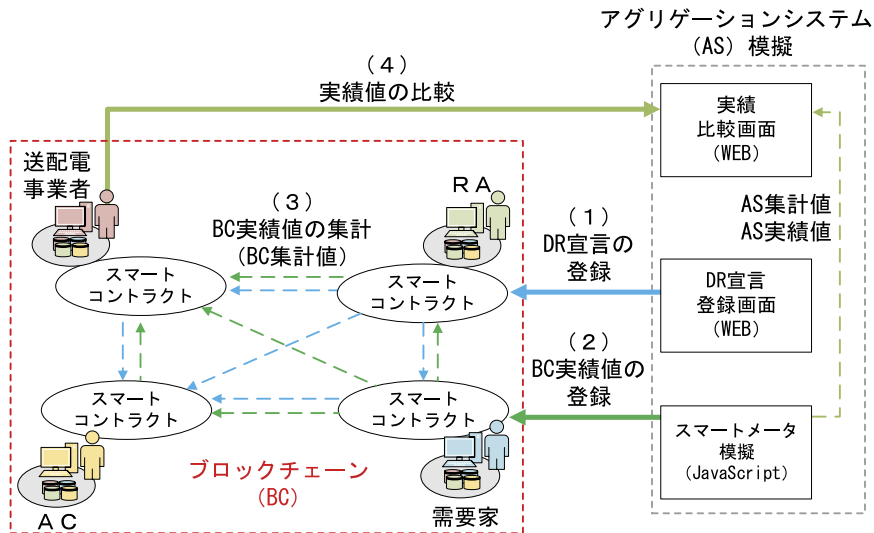 アグリゲーションシステム
（AS）模擬
（４）
実績値の比較
実績
比較画面
(WEB)
送配電
事業者
ＲＡ
（３）
BC実績値の集計
(BC集計値)
（１）
DR宣言の
登録
AS集計値
AS実績値
スマート
コントラクト
スマート
コントラクト
DR宣言
登録画面
(WEB)
（２）
BC実績値の
登録
スマート
コントラクト
スマート
コントラクト
スマートメータ
模擬
(JavaScript)
ブロックチェーン
(BC)
ＡＣ
需要家